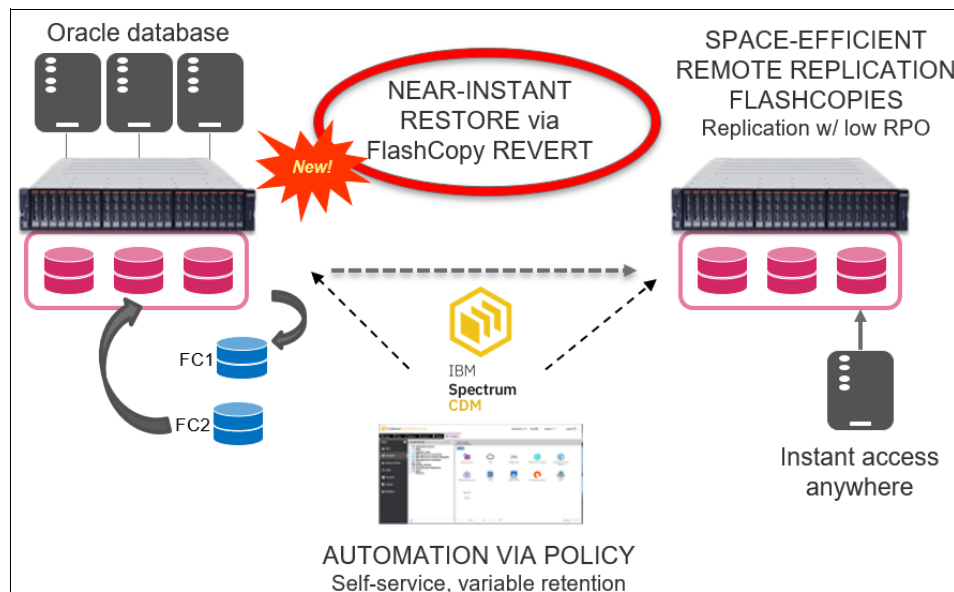 Oracle database
NEAR-INSTANT
RESTORE via
FlashCopy REVERT
New!
SPACE-EFFICIENT
REMOTE REPLICATION
FLASHCOPIES
Replication w/ low RPO
FC1
FC2
IBM
Spectrum
CDM
Instant access
anywhere
AUTOMATION VIA POLICY
Self-service, variable retention